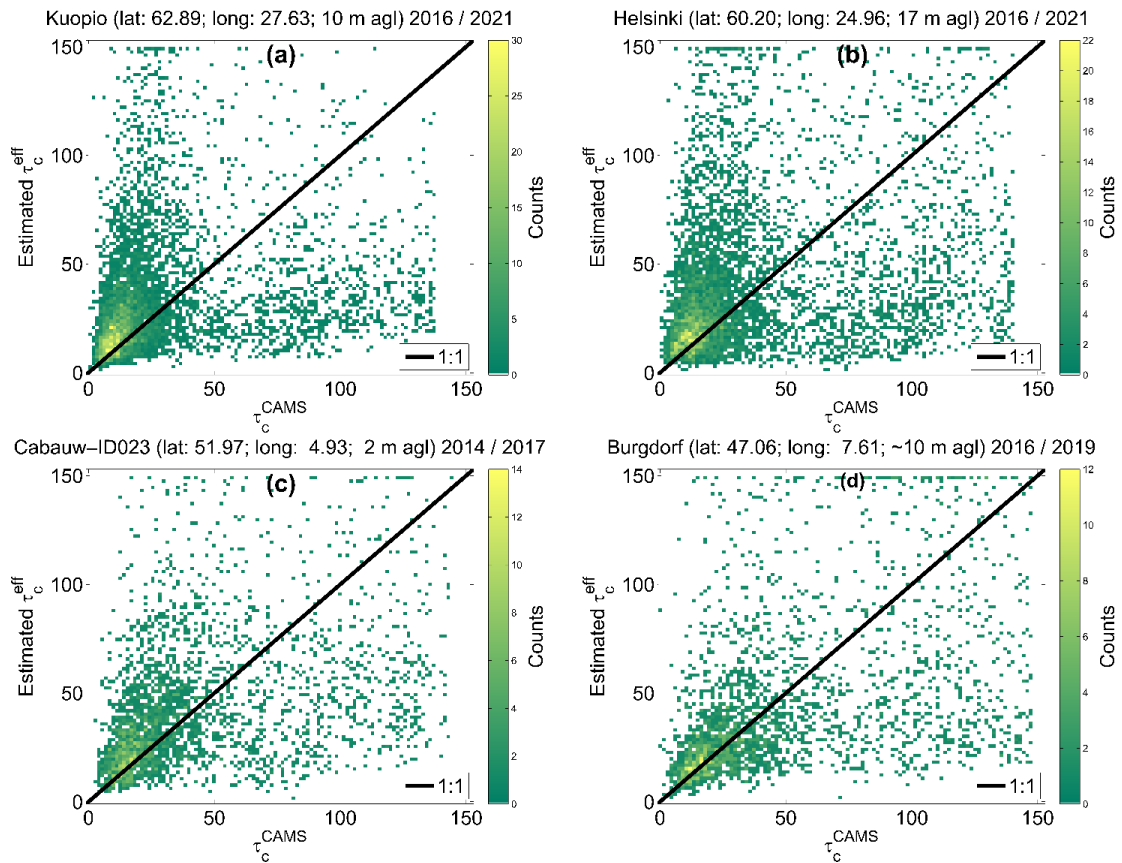 Kuopio (lat: 62.89; long: 27.63; 10 m agl) 2016 / 2021
(a)
Estimated τ_c^eff
150
100
50
0
0 50 100 150
τ_c^CAMS
1:1
30
25
20
15
10
5
0
Counts
Helsinki (lat: 60.20; long: 24.96; 17 m agl) 2016 / 2021
(b)
Estimated τ_c^eff
150
100
50
0
0 50 100 150
τ_c^CAMS
1:1
22
20
18
16
14
12
10
8
6
4
2
0
Counts
Cabauw–ID023 (lat: 51.97; long: 4.93; 2 m agl) 2014 / 2017
(c)
Estimated τ_c^eff
150
100
50
0
0 50 100 150
τ_c^CAMS
1:1
14
12
10
8
6
4
2
0
Counts
Burgdorf (lat: 47.06; long: 7.61; ~10 m agl) 2016 / 2019
(d)
Estimated τ_c^eff
150
100
50
0
0 50 100 150
τ_c^CAMS
1:1
12
10
8
6
4
2
0
Counts